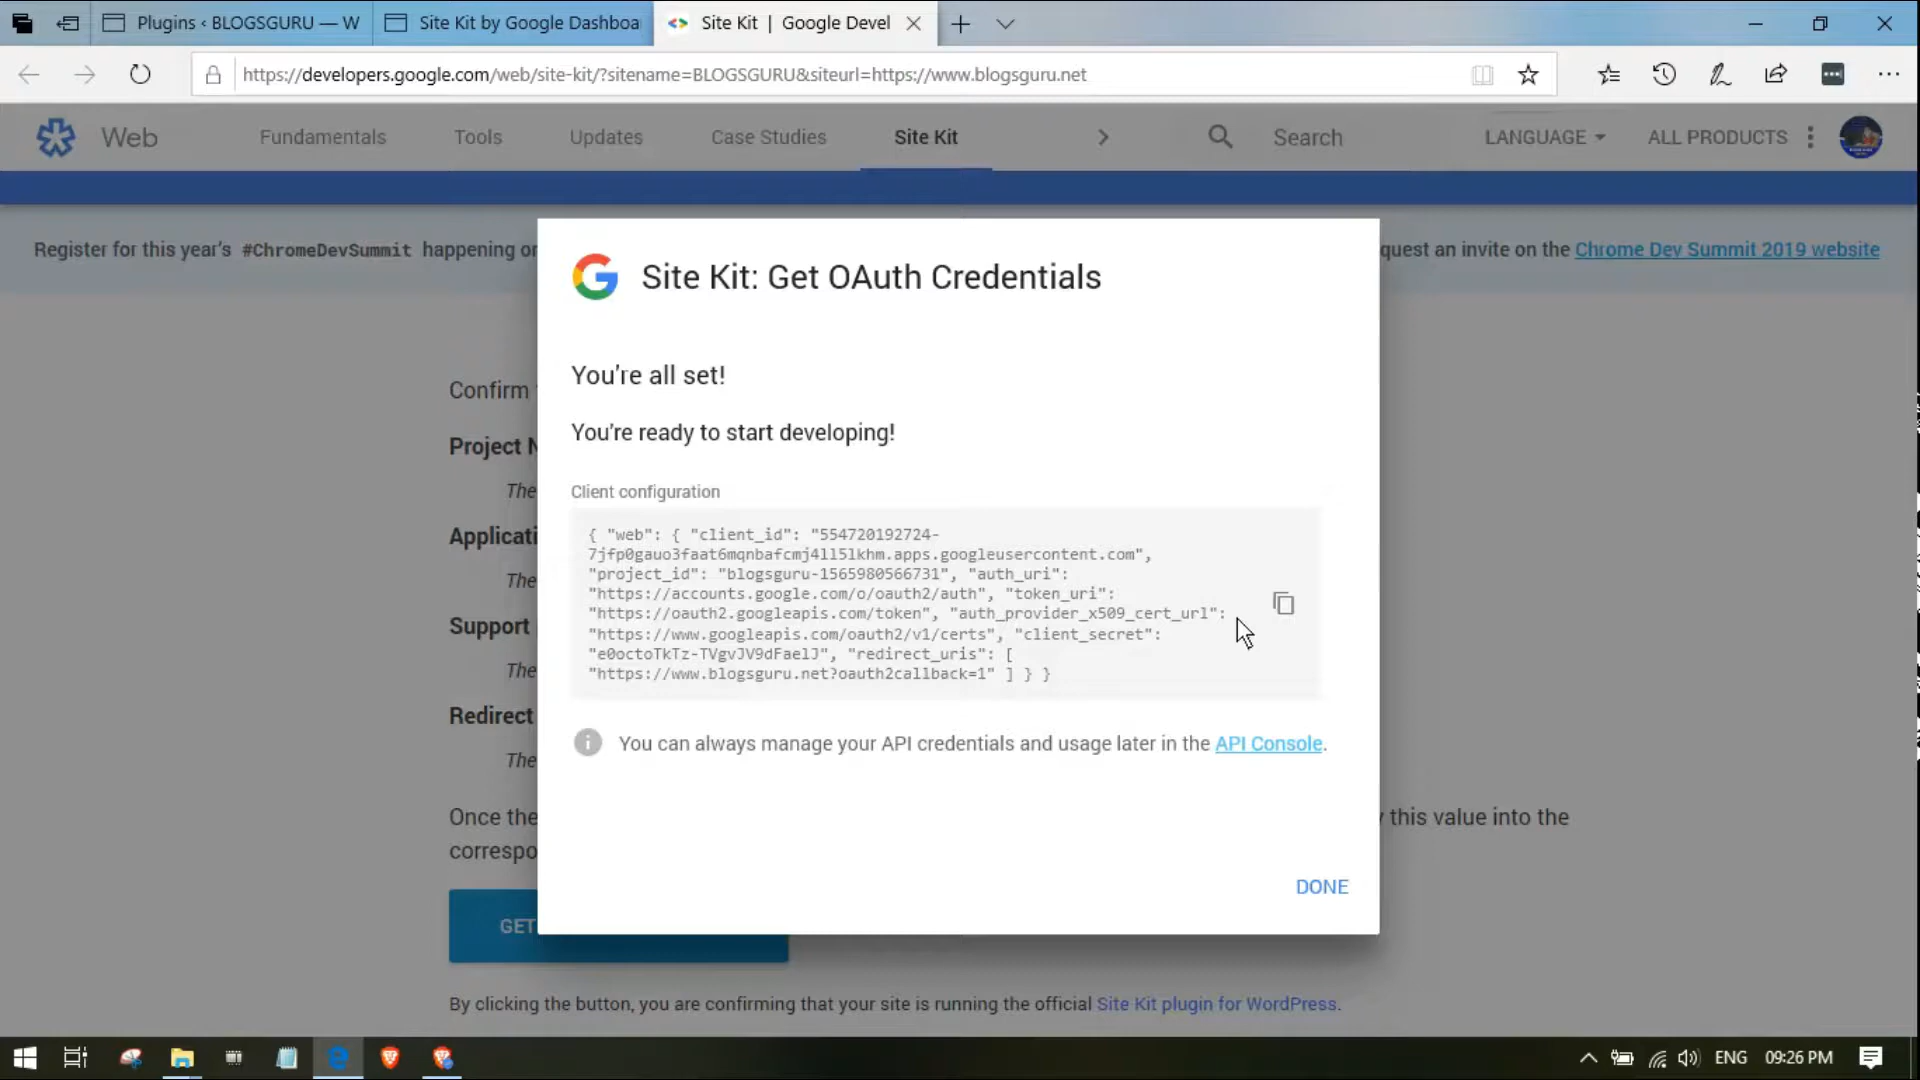 Plugins ‹ BLOGSGURU — W
Site Kit by Google Dashboa
Site Kit | Google Devel
https://developers.google.com/web/site-kit/?sitename=BLOGSGURU&siteurl=https://www.blogsguru.net
Web
Fundamentals
Tools
Updates
Case Studies
Site Kit
Search
LANGUAGE
ALL PRODUCTS
Register for this year's #ChromeDevSummit happening on
quest an invite on the Chrome Dev Summit 2019 website
Site Kit: Get OAuth Credentials
You're all set!
You're ready to start developing!
Client configuration
{ "web": { "client_id": "554720192724-
7jfp0gauo3faat6mqnbafcmj4ll5lkhm.apps.googleusercontent.com",
"project_id": "blogsguru-1565980566731", "auth_uri":
"https://accounts.google.com/o/oauth2/auth", "token_uri":
"https://oauth2.googleapis.com/token", "auth_provider_x509_cert_url":
"https://www.googleapis.com/oauth2/v1/certs", "client_secret":
"e0octoTkTz-TVgvJV9dFaelJ", "redirect_uris": [
"https://www.blogsguru.net?oauth2callback=1" ] } }
You can always manage your API credentials and usage later in the API Console.
DONE
Confirm
Project N
The
Applicati
The
Support
The
Redirect
The
Once the
y this value into the
correspo
GET
By clicking the button, you are confirming that your site is running the official Site Kit plugin for WordPress.
ENG
09:26 PM